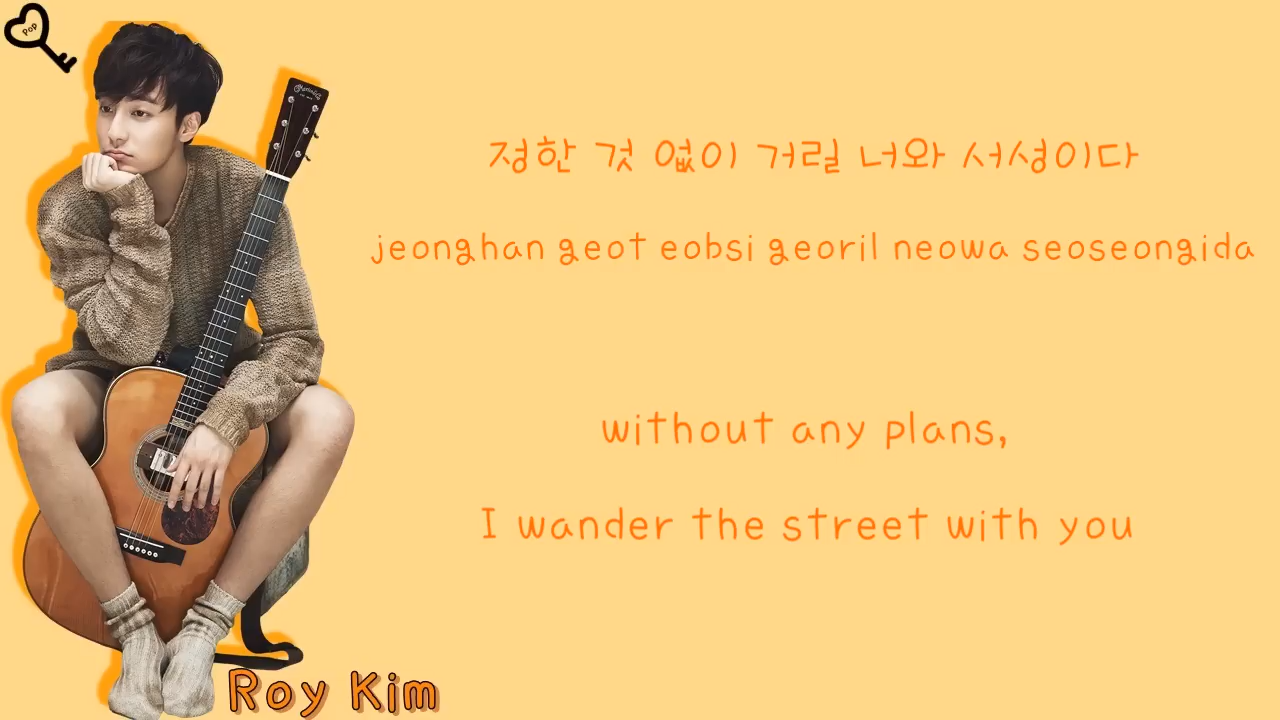 POP
정한 것 없이 거릴 너와 서성이다
jeonghan geot eobsi georil neowa seoseongida
without any plans,
I wander the street with you
Roy Kim